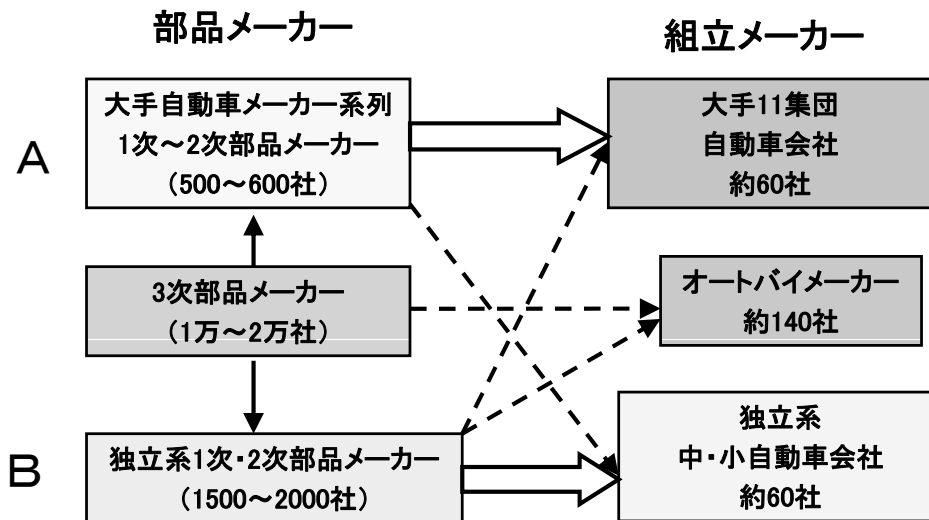 部品メーカー
組立メーカー
A
大手自動車メーカー系列
1次～2次部品メーカー
（500～600社）
大手11集団
自動車会社
約60社
3次部品メーカー
（1万～2万社）
オートバイメーカー
約140社
B
独立系1次・2次部品メーカー
（1500～2000社）
独立系
中・小自動車会社
約60社